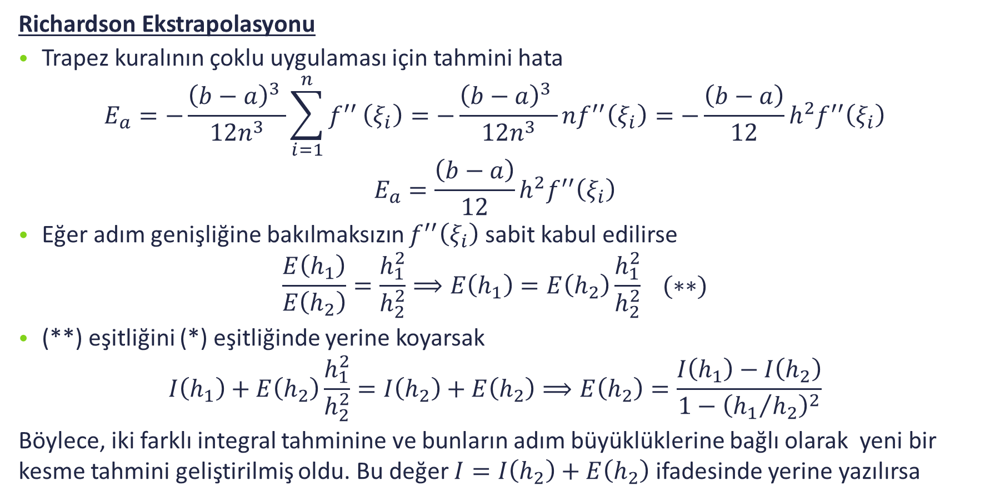 Richardson Ekstrapolasyonu
• Trapez kuralının çoklu uygulaması için tahmini hata
$E_a = -\frac{(b-a)^3}{12n^3} \sum_{i=1}^{n} f''(\xi_i) = -\frac{(b-a)^3}{12n^3} n f''(\xi_i) = -\frac{(b-a)}{12} h^2 f''(\xi_i)$
$E_a = \frac{(b-a)}{12} h^2 f''(\xi_i)$
• Eğer adım genişliğine bakılmaksızın $f''(\xi_i)$ sabit kabul edilirse
$\frac{E(h_1)}{E(h_2)} = \frac{h_1^2}{h_2^2} \Longrightarrow E(h_1) = E(h_2) \frac{h_1^2}{h_2^2} \quad (**)$
• (**) eşitliğini (*) eşitliğinde yerine koyarsak
$I(h_1) + E(h_2) \frac{h_1^2}{h_2^2} = I(h_2) + E(h_2) \Longrightarrow E(h_2) = \frac{I(h_1) - I(h_2)}{1 - (h_1/h_2)^2}$
Böylece, iki farklı integral tahminine ve bunların adım büyüklüklerine bağlı olarak yeni bir
kesme tahmini geliştirilmiş oldu. Bu değer $I = I(h_2) + E(h_2)$ ifadesinde yerine yazılırsa